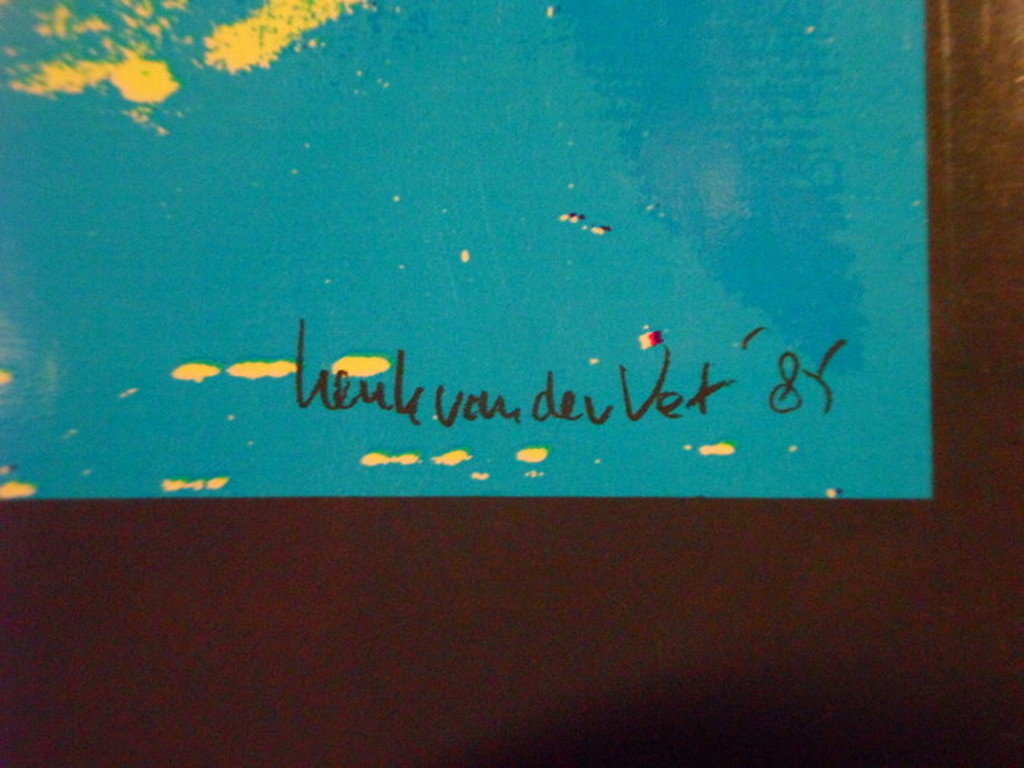 henk van der Vet '85